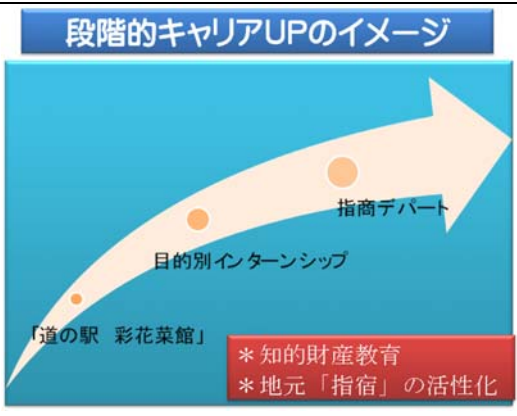 段階的キャリアUPのイメージ
指商デパート
目的別インターンシップ
「道の駅 彩花菜館」
＊知的財産教育
＊地元「指宿」の活性化